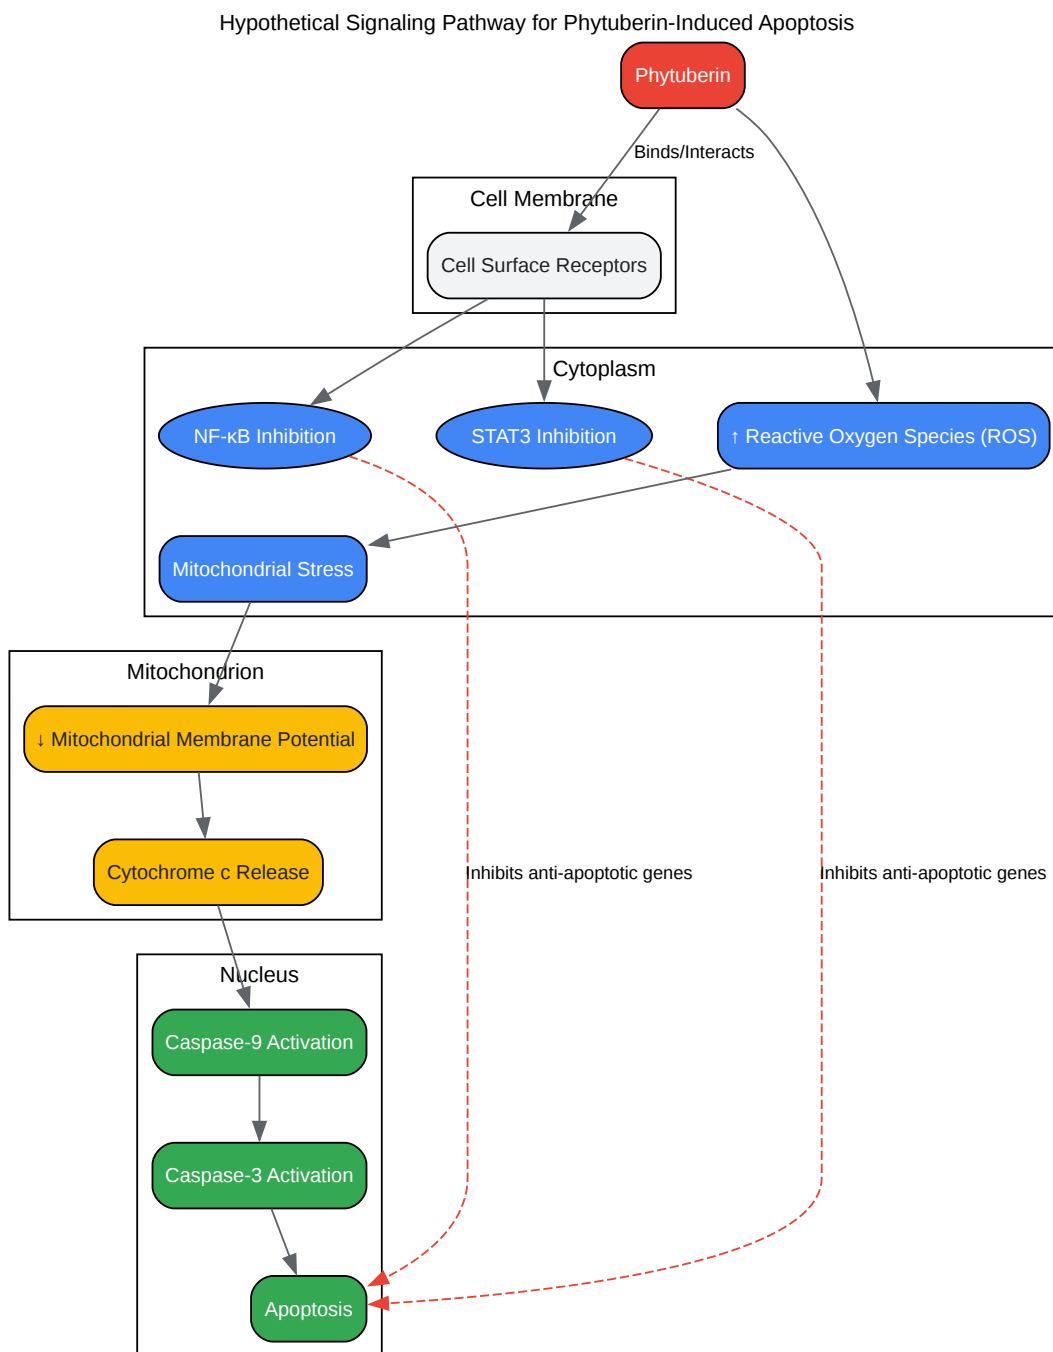 Hypothetical Signaling Pathway for Phytuberin-Induced Apoptosis
Phytuberin
Binds/Interacts
Cell Membrane
Cell Surface Receptors
Cytoplasm
NF-κB Inhibition
STAT3 Inhibition
↑ Reactive Oxygen Species (ROS)
Mitochondrial Stress
Mitochondrion
↓ Mitochondrial Membrane Potential
Cytochrome c Release
Inhibits anti-apoptotic genes
Inhibits anti-apoptotic genes
Nucleus
Caspase-9 Activation
Caspase-3 Activation
Apoptosis